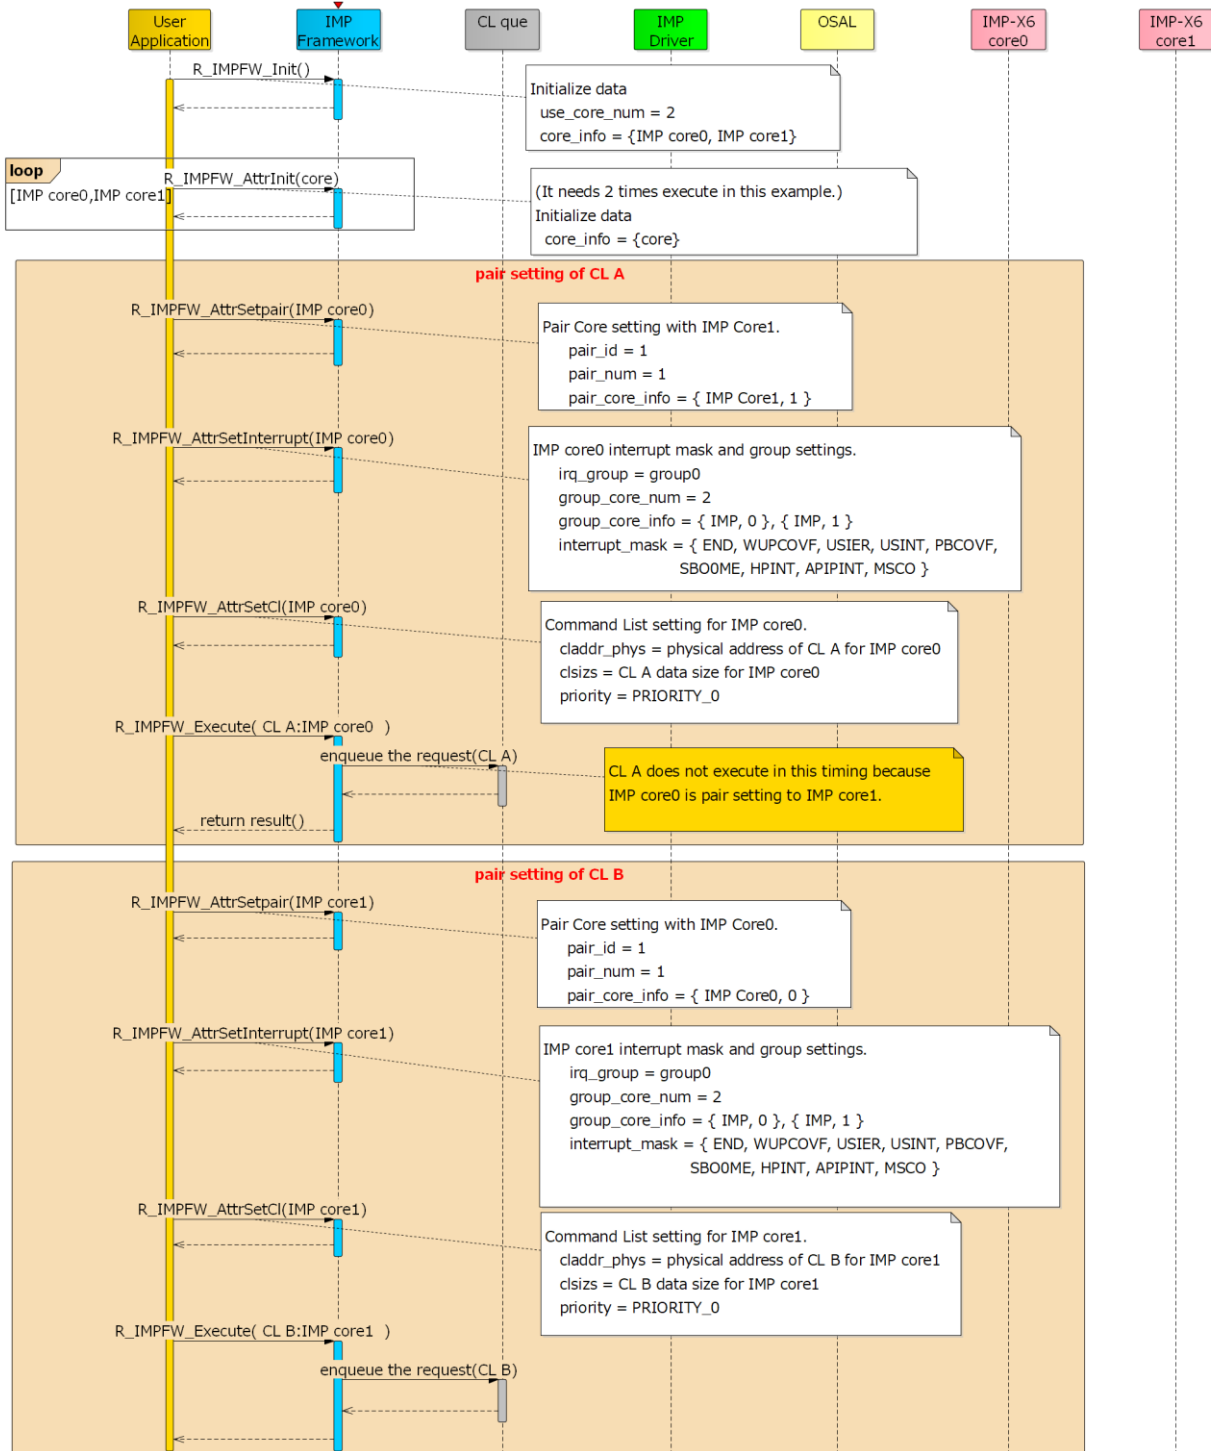 User
Application
IMP
Framework
CL que
IMP
Driver
OSAL
IMP-X6
core0
IMP-X6
core1
R_IMPFW_Init()
Initialize data
use_core_num = 2
core_info = {IMP core0, IMP core1}
loop
[IMP core0,IMP core1]
R_IMPFW_AttrInit(core)
(It needs 2 times execute in this example.)
Initialize data
core_info = {core}
pair setting of CL A
R_IMPFW_AttrSetpair(IMP core0)
Pair Core setting with IMP Core1.
pair_id = 1
pair_num = 1
pair_core_info = { IMP Core1, 1 }
R_IMPFW_AttrSetInterrupt(IMP core0)
IMP core0 interrupt mask and group settings.
irq_group = group0
group_core_num = 2
group_core_info = { IMP, 0 }, { IMP, 1 }
interrupt_mask = { END, WUPCOVF, USIER, USINT, PBCOVF,
SBO0ME, HPINT, APIPINT, MSCO }
R_IMPFW_AttrSetCl(IMP core0)
Command List setting for IMP core0.
claddr_phys = physical address of CL A for IMP core0
clsizs = CL A data size for IMP core0
priority = PRIORITY_0
R_IMPFW_Execute( CL A:IMP core0  )
enqueue the request(CL A)
CL A does not execute in this timing because
IMP core0 is pair setting to IMP core1.
return result()
pair setting of CL B
R_IMPFW_AttrSetpair(IMP core1)
Pair Core setting with IMP Core0.
pair_id = 1
pair_num = 1
pair_core_info = { IMP Core0, 0 }
R_IMPFW_AttrSetInterrupt(IMP core1)
IMP core1 interrupt mask and group settings.
irq_group = group0
group_core_num = 2
group_core_info = { IMP, 0 }, { IMP, 1 }
interrupt_mask = { END, WUPCOVF, USIER, USINT, PBCOVF,
SBO0ME, HPINT, APIPINT, MSCO }
R_IMPFW_AttrSetCl(IMP core1)
Command List setting for IMP core1.
claddr_phys = physical address of CL B for IMP core1
clsizs = CL B data size for IMP core1
priority = PRIORITY_0
R_IMPFW_Execute( CL B:IMP core1  )
enqueue the request(CL B)